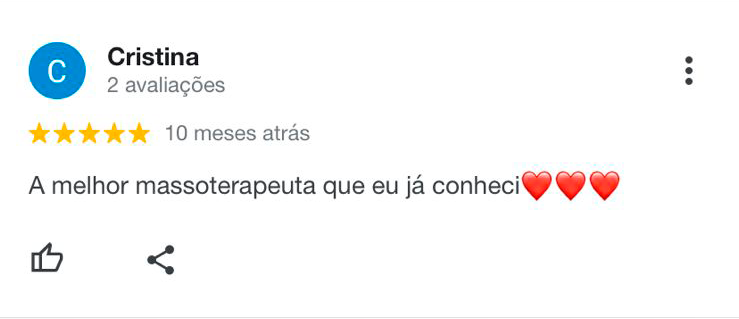 C
Cristina
2 avaliações
10 meses atrás
A melhor massoterapeuta que eu já conheci❤️❤️❤️